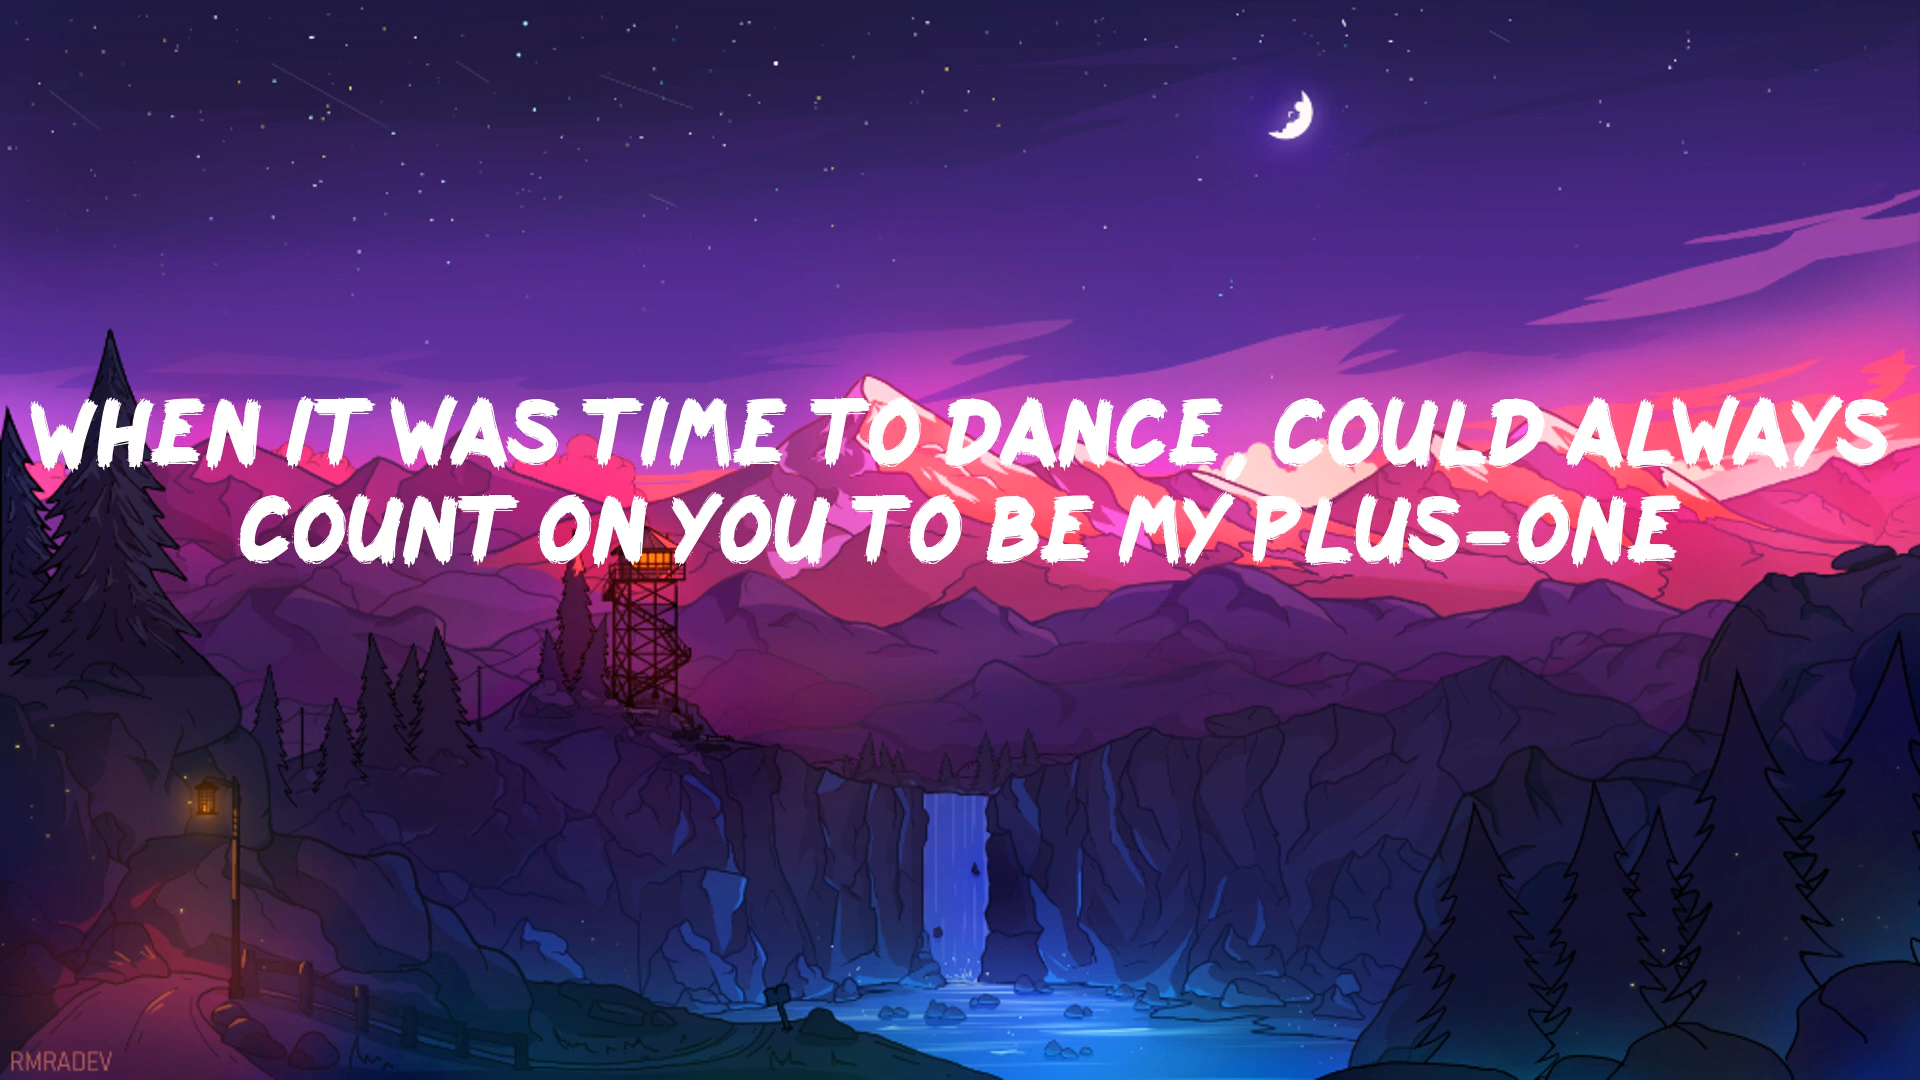 WHEN IT WAS TIME TO DANCE, COULD ALWAYS
COUNT ON YOU TO BE MY PLUS-ONE
RMRADEV